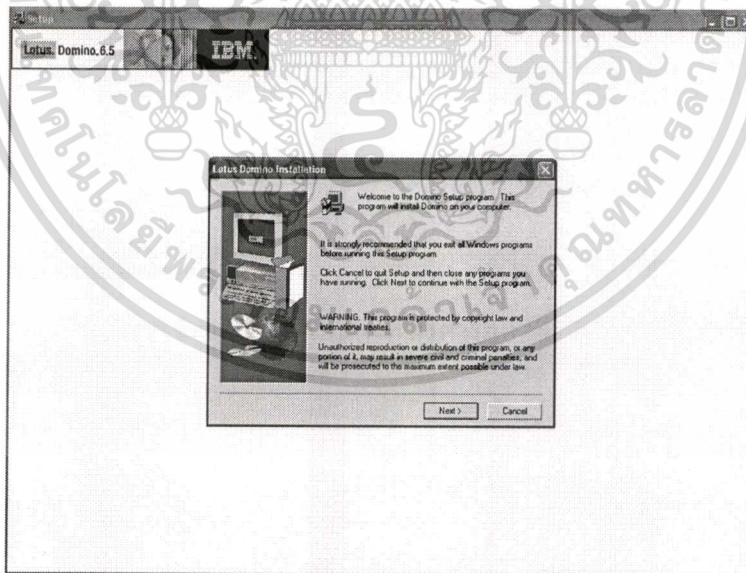 Setup
Lotus. Domino. 6.5
IBM.
Lotus Domino Installation
Welcome to the Domino Setup program. This
program will install Domino on your computer.
It is strongly recommended that you exit all Windows programs
before running this Setup program.
Click Cancel to quit Setup and then close any programs you
have running. Click Next to continue with the Setup program.
WARNING: This program is protected by copyright law and
international treaties.
Unauthorized reproduction or distribution of this program, or any
portion of it, may result in severe civil and criminal penalties, and
will be prosecuted to the maximum extent possible under law.
Next >
Cancel